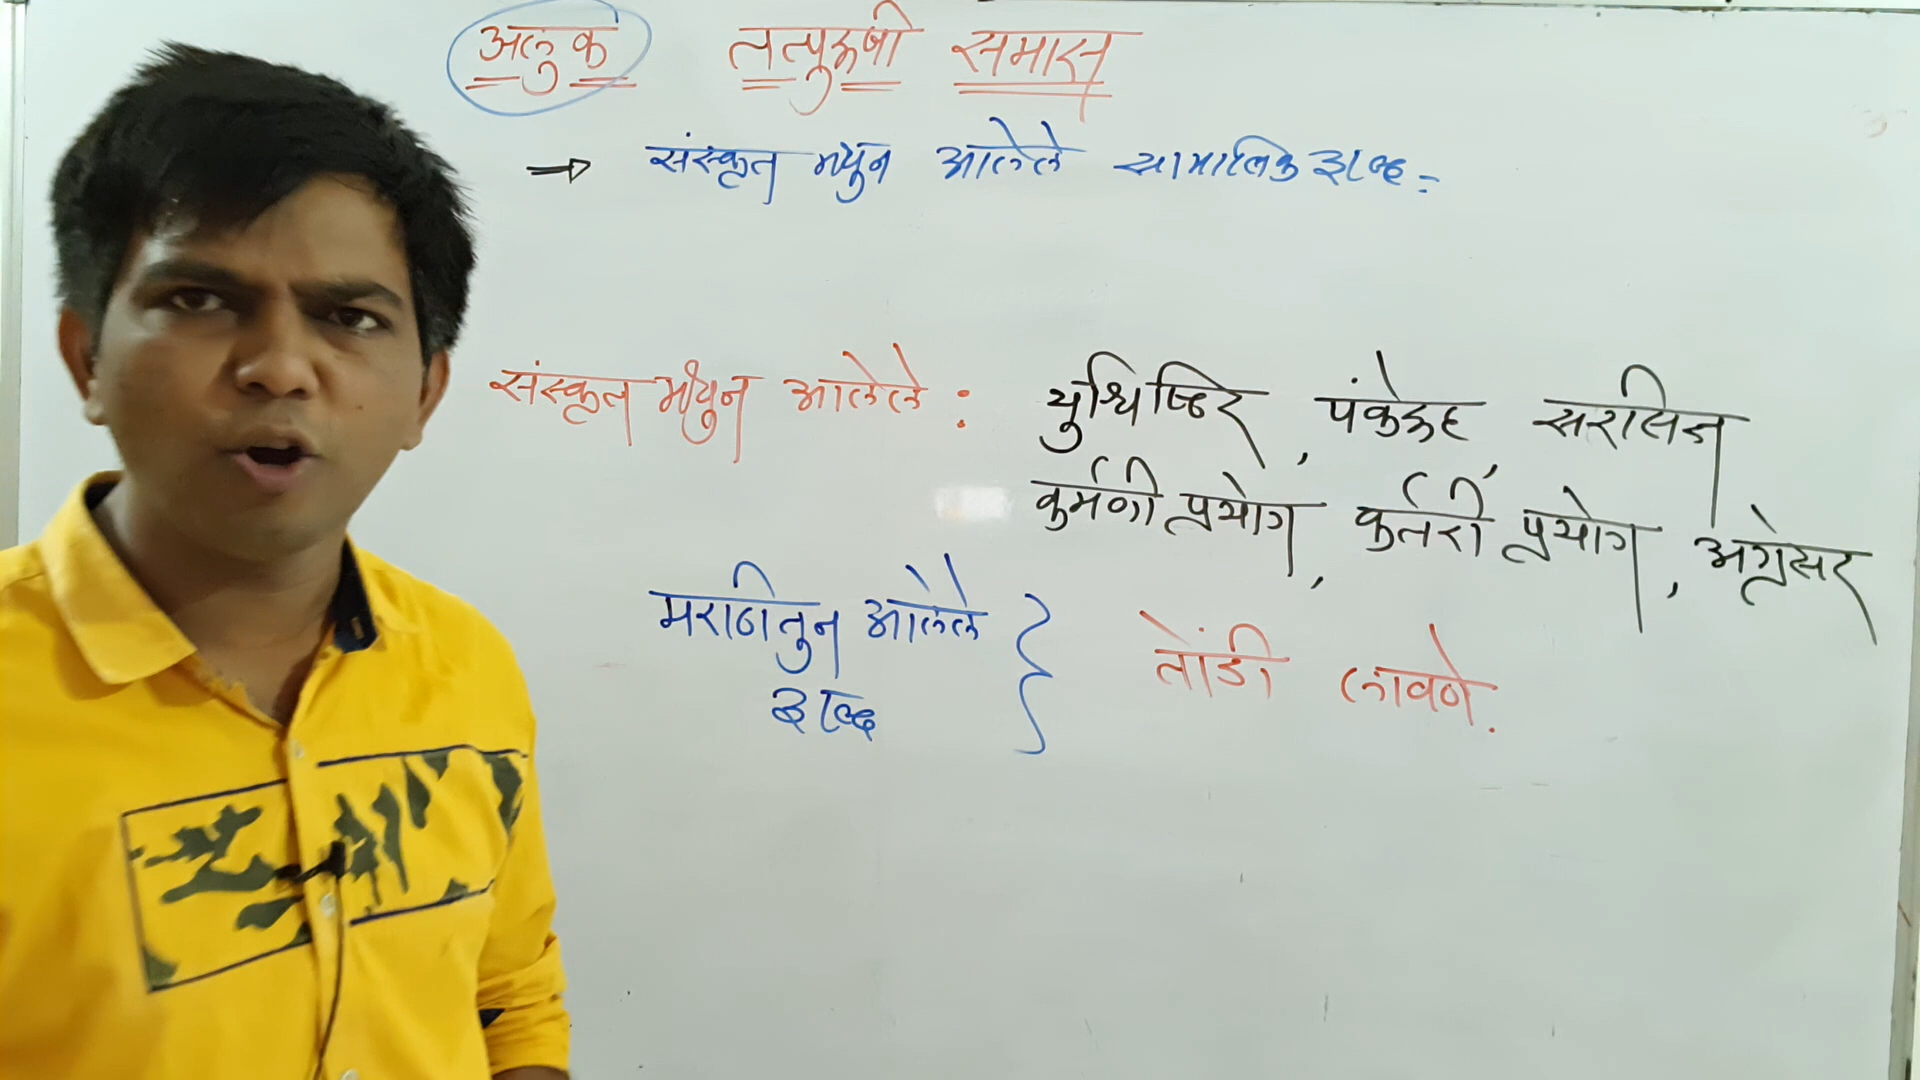 अलुक तत्पुरूषी समास
→ संस्कृत मधुन आलेले सामासिक शब्द =
संस्कृत मधुन आलेले : युधिष्ठिर, पंकेरूह, सरसिज
कर्मणी प्रयोग, कर्तरी प्रयोग, अग्रेसर
मराठीतुन आलेले शब्द } तोंडी लावणे.